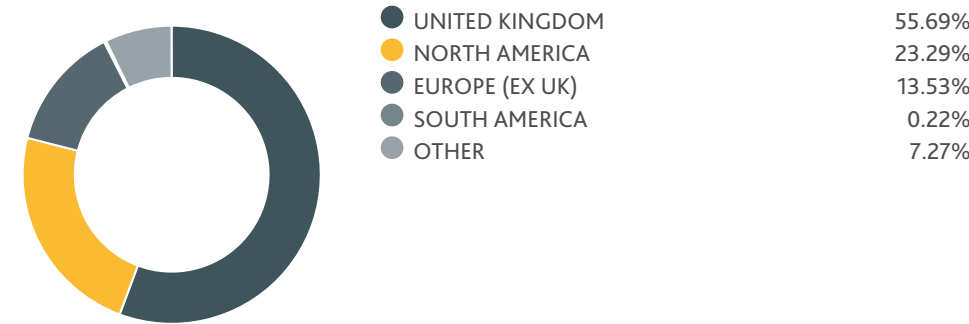 UNITED KINGDOM 55.69%
NORTH AMERICA 23.29%
EUROPE (EX UK) 13.53%
SOUTH AMERICA 0.22%
OTHER 7.27%